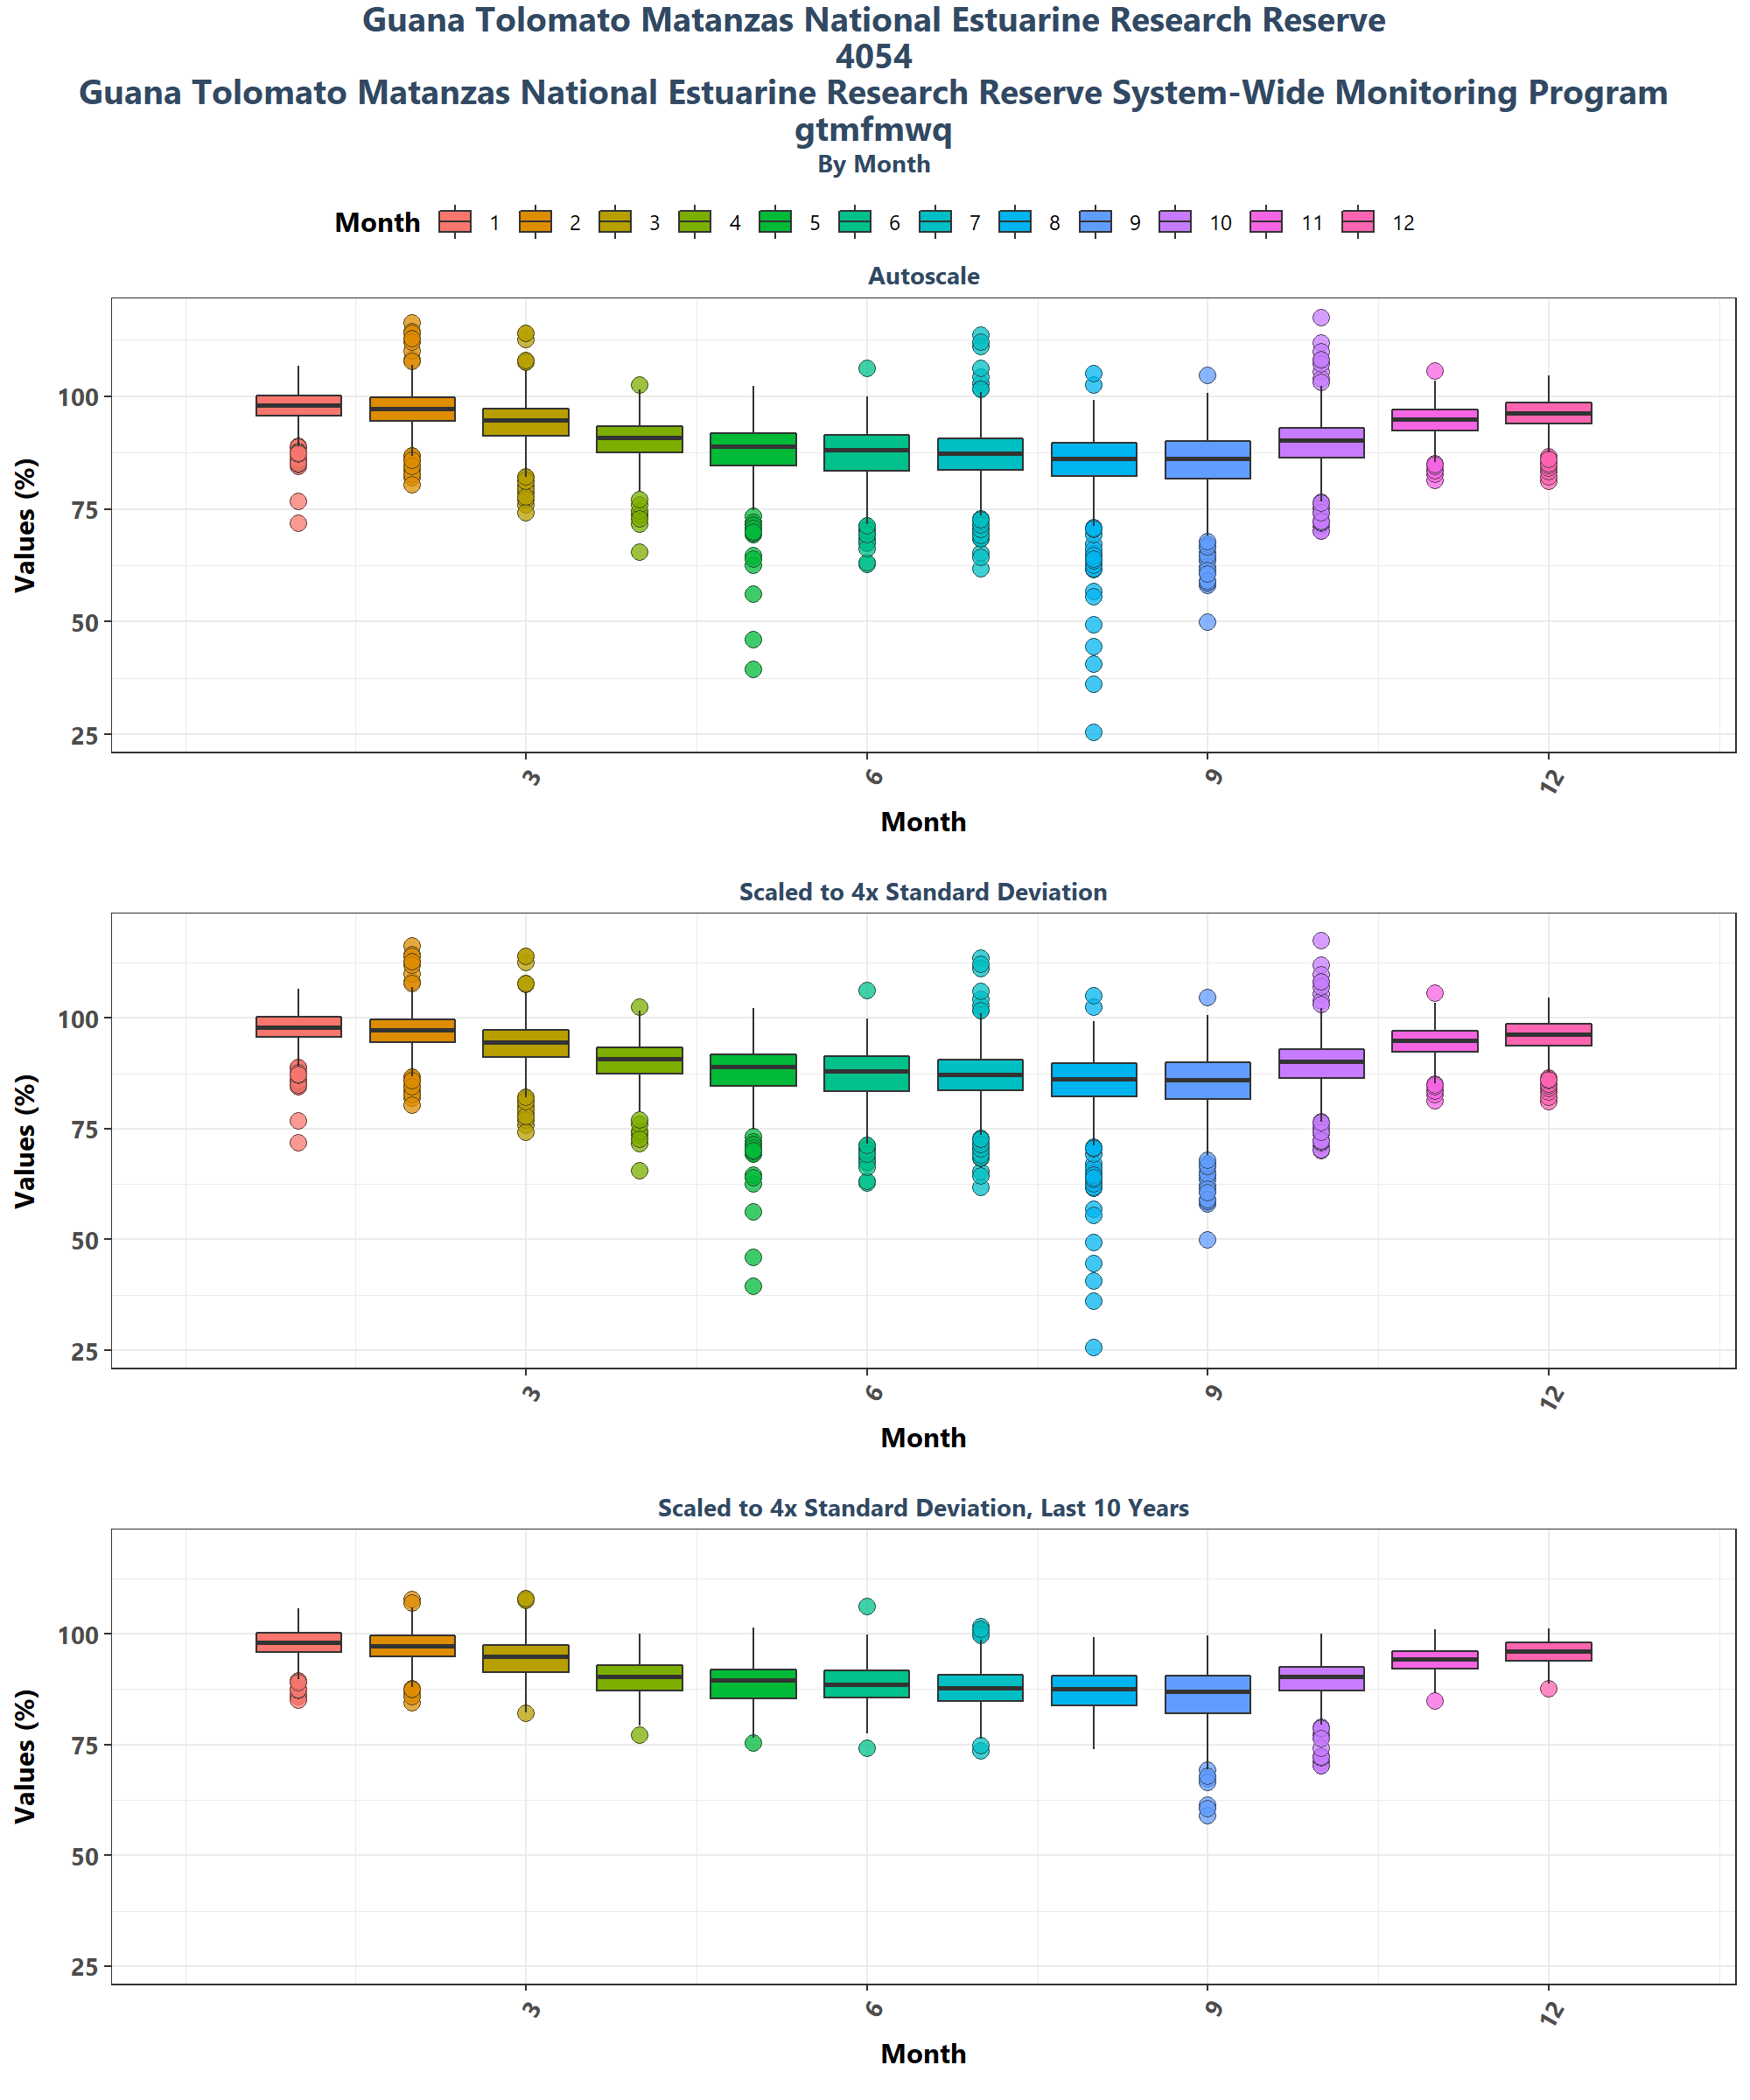 Guana Tolomato Matanzas National Estuarine Research Reserve
4054
Guana Tolomato Matanzas National Estuarine Research Reserve System-Wide Monitoring Program
gtmfmwq
By Month
Month 1 2 3 4 5 6 7 8 9 10 11 12
Autoscale
Values (%)
100
75
50
25
3 6 9 12
Month
Scaled to 4x Standard Deviation
Values (%)
100
75
50
25
3 6 9 12
Month
Scaled to 4x Standard Deviation, Last 10 Years
Values (%)
100
75
50
25
3 6 9 12
Month